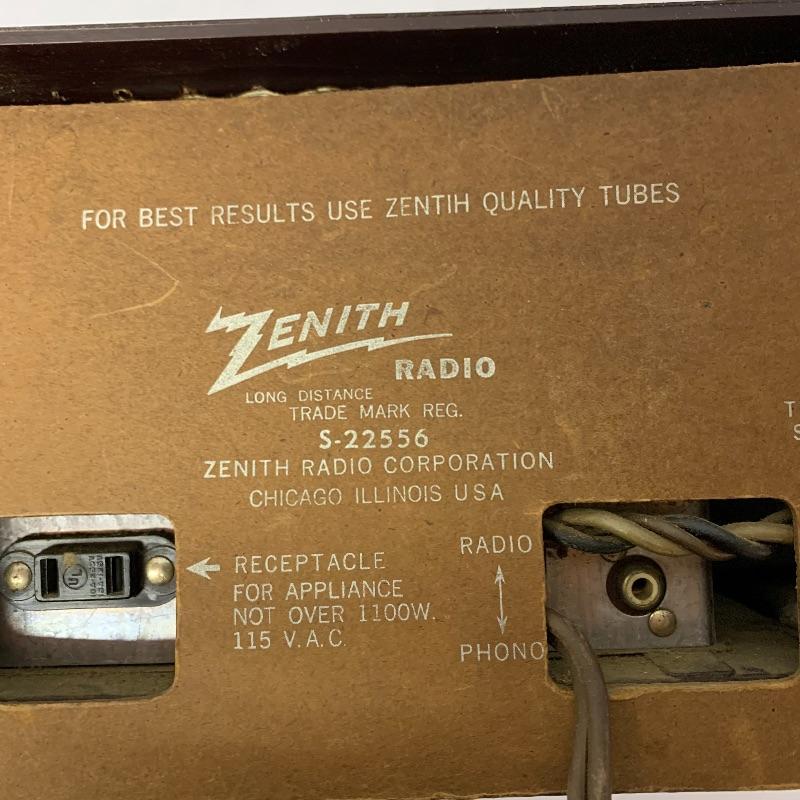 FOR BEST RESULTS USE ZENTIH QUALITY TUBES
ZENITH
RADIO
LONG DISTANCE
TRADE MARK REG.
S-22556
ZENITH RADIO CORPORATION
CHICAGO ILLINOIS USA
RECEPTACLE
FOR APPLIANCE
NOT OVER 1100W.
115 V.A.C.
RADIO
PHONO